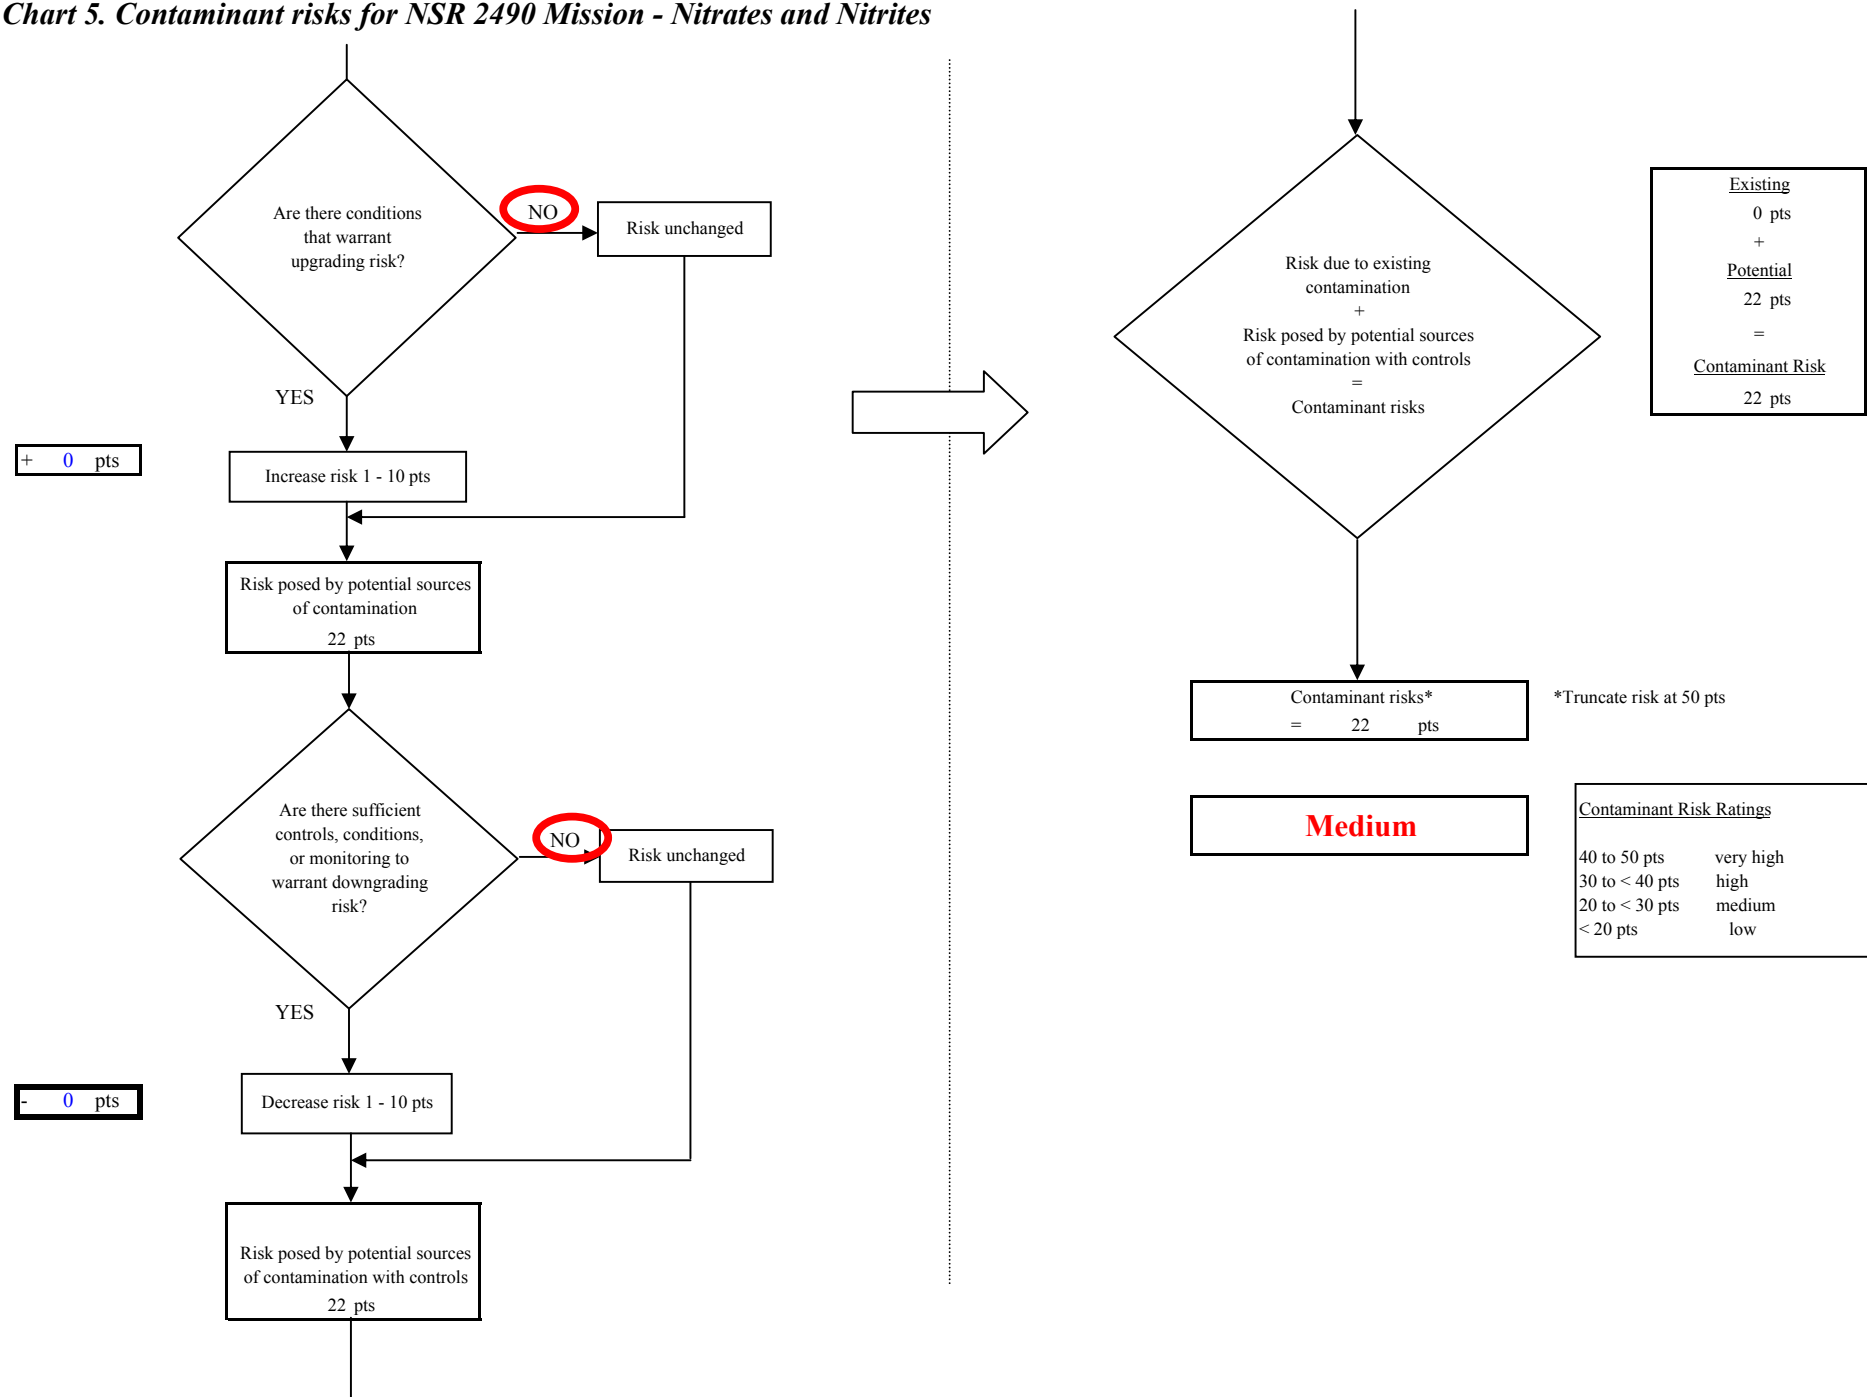 Chart 5. Contaminant risks for NSR 2490 Mission - Nitrates and Nitrites
Are there conditions
that warrant
upgrading risk?
NO
Risk unchanged
YES
+ 0 pts
Increase risk 1 - 10 pts
Risk posed by potential sources
of contamination
22 pts
Are there sufficient
controls, conditions,
or monitoring to
warrant downgrading
risk?
NO
Risk unchanged
YES
- 0 pts
Decrease risk 1 - 10 pts
Risk posed by potential sources
of contamination with controls
22 pts
Risk due to existing
contamination
+
Risk posed by potential sources
of contamination with controls
=
Contaminant risks
Existing
0 pts
+
Potential
22 pts
=
Contaminant Risk
22 pts
Contaminant risks*
= 22 pts
*Truncate risk at 50 pts
Medium
Contaminant Risk Ratings
40 to 50 pts very high
30 to < 40 pts high
20 to < 30 pts medium
< 20 pts low